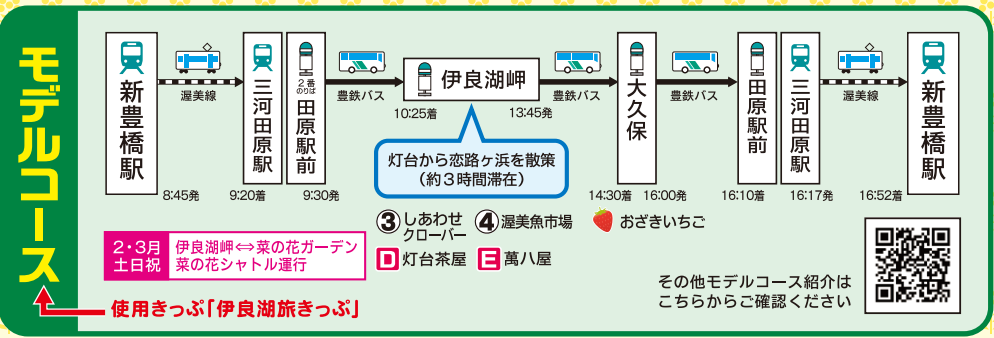 モデルコース
新豊橋駅
8:45発
渥美線
9:20着
三河田原駅
2番
のりば
田原駅前
9:30発
豊鉄バス
伊良湖岬
10:25着
13:45発
灯台から恋路ヶ浜を散策
(約3時間滞在)
豊鉄バス
大久保
14:30着
16:00発
豊鉄バス
田原駅前
16:10着
三河田原駅
16:17発
渥美線
新豊橋駅
16:52着
③しあわせ
クローバー
④渥美魚市場
おざきいちご
D灯台茶屋
E萬八屋
2・3月
土日祝
伊良湖岬⇔菜の花ガーデン
菜の花シャトル運行
使用きっぷ「伊良湖旅きっぷ」
その他モデルコース紹介は
こちらからご確認ください